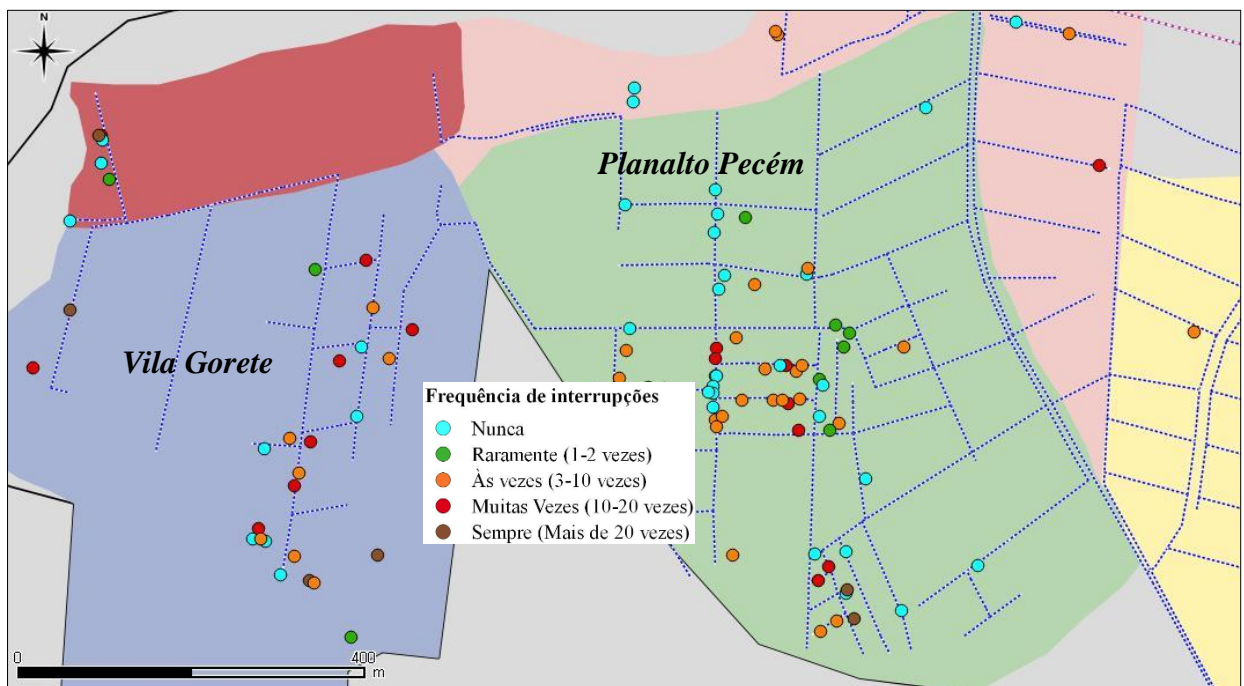 N
Planalto Pecém
Vila Gorete
Frequência de interrupções
Nunca
Raramente (1-2 vezes)
Às vezes (3-10 vezes)
Muitas Vezes (10-20 vezes)
Sempre (Mais de 20 vezes)
0 400
m